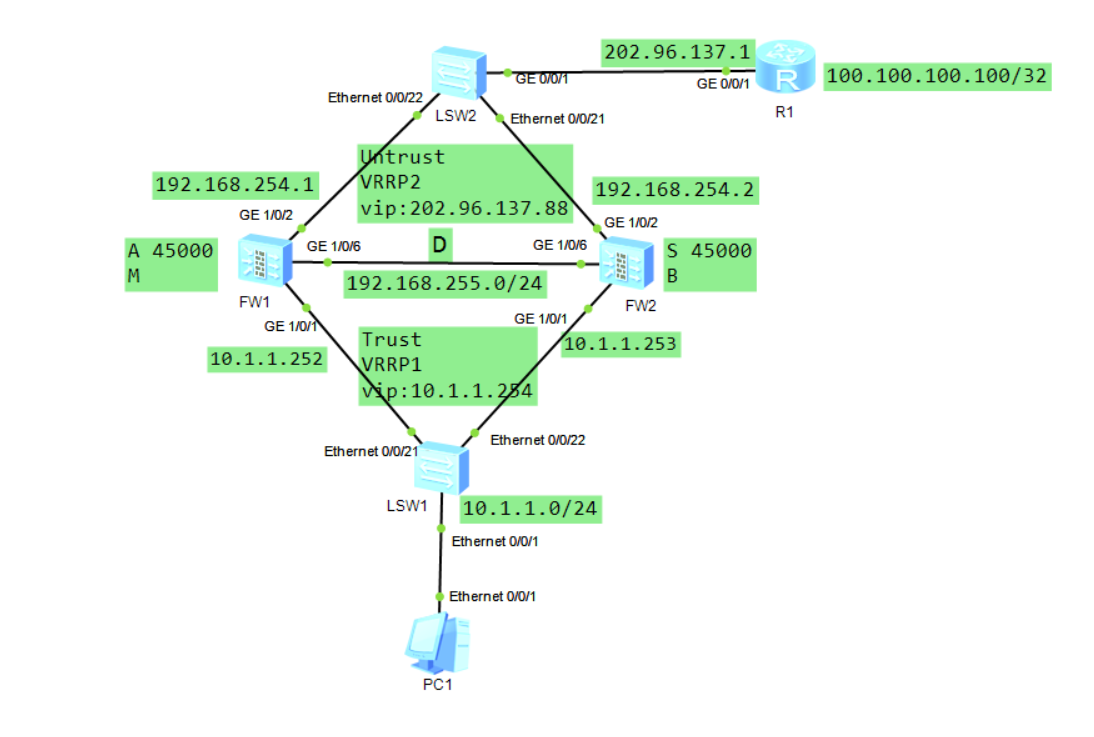 202.96.137.1
GE 0/0/1
GE 0/0/1
100.100.100.100/32
R1
Ethernet 0/0/22
LSW2
Ethernet 0/0/21
Untrust
VRRP2
vip:202.96.137.88
192.168.254.1
192.168.254.2
GE 1/0/2
GE 1/0/2
A 45000
M
GE 1/0/6
D
GE 1/0/6
S 45000
B
192.168.255.0/24
FW1
FW2
GE 1/0/1
GE 1/0/1
Trust
VRRP1
vip:10.1.1.254
10.1.1.252
10.1.1.253
Ethernet 0/0/21
Ethernet 0/0/22
LSW1
10.1.1.0/24
Ethernet 0/0/1
Ethernet 0/0/1
PC1